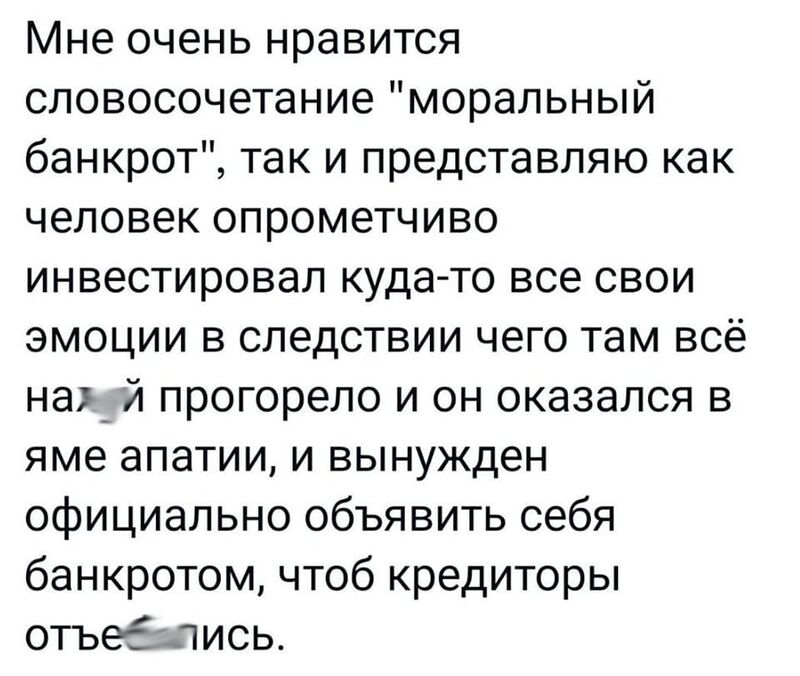 Мне очень нравится
словосочетание "моральный
банкрот", так и представляю как
человек опрометчиво
инвестировал куда-то все свои
эмоции в следствии чего там всё
прогорело и он оказался в
яме апатии, и вынужден
официально объявить себя
банкротом, чтоб кредиторы